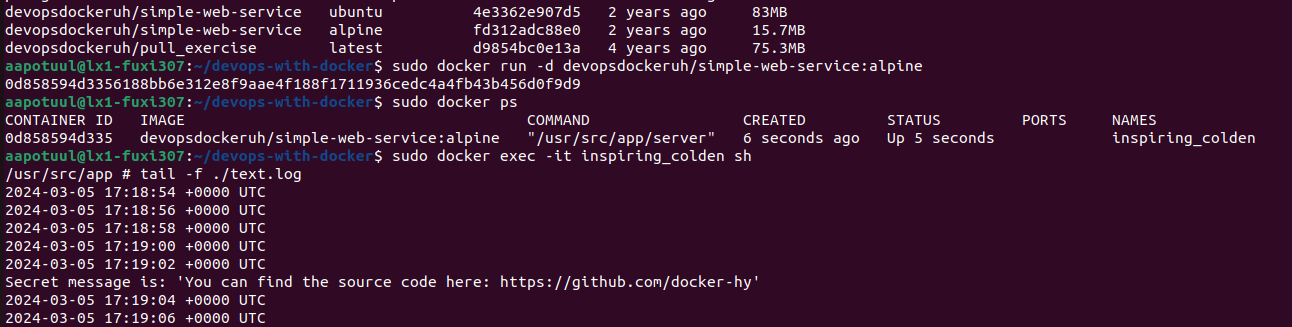 devopsdockeruh/simple-web-service   ubuntu          4e3362e907d5   2 years ago     83MB
devopsdockeruh/simple-web-service   alpine          fd312adc88e0   2 years ago     15.7MB
devopsdockeruh/pull_exercise        latest          d9854bc0e13a   4 years ago     75.3MB
aapotuul@lx1-fuxi307:~/devops-with-docker$ sudo docker run -d devopsdockeruh/simple-web-service:alpine
0d858594d3356188bb6e312e8f9aae4f188f1711936cedc4a4fb43b456d0f9d9
aapotuul@lx1-fuxi307:~/devops-with-docker$ sudo docker ps
CONTAINER ID   IMAGE                                      COMMAND                 CREATED         STATUS         PORTS     NAMES
0d858594d335   devopsdockeruh/simple-web-service:alpine   "/usr/src/app/server"   6 seconds ago   Up 5 seconds             inspiring_colden
aapotuul@lx1-fuxi307:~/devops-with-docker$ sudo docker exec -it inspiring_colden sh
/usr/src/app # tail -f ./text.log
2024-03-05 17:18:54 +0000 UTC
2024-03-05 17:18:56 +0000 UTC
2024-03-05 17:18:58 +0000 UTC
2024-03-05 17:19:00 +0000 UTC
2024-03-05 17:19:02 +0000 UTC
Secret message is: 'You can find the source code here: https://github.com/docker-hy'
2024-03-05 17:19:04 +0000 UTC
2024-03-05 17:19:06 +0000 UTC